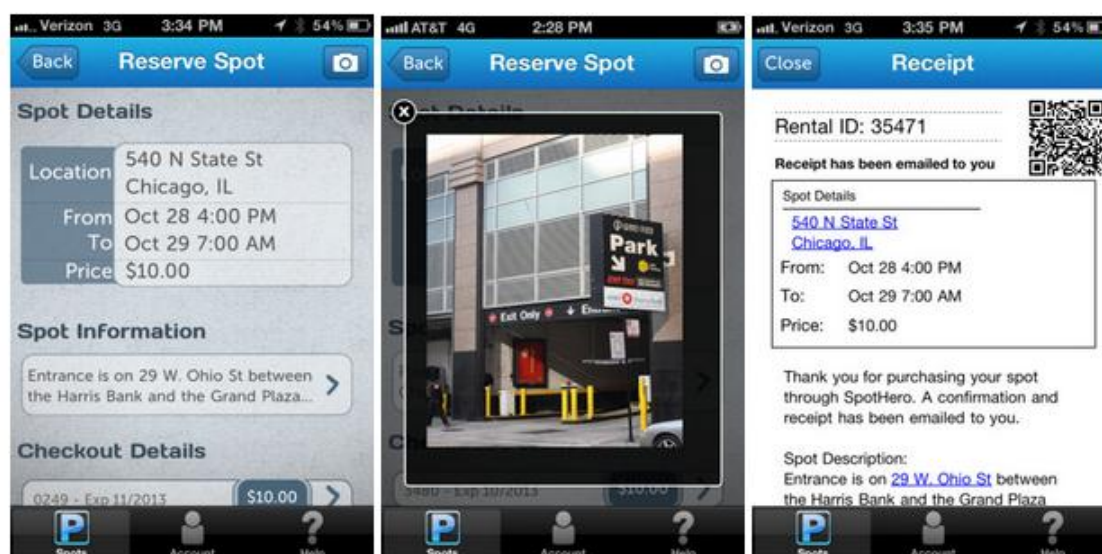 Verizon 3G 3:34 PM 54%
Back Reserve Spot
Spot Details
Location 540 N State St
Chicago, IL
From Oct 28 4:00 PM
To Oct 29 7:00 AM
Price $10.00
Spot Information
Entrance is on 29 W. Ohio St between
the Harris Bank and the Grand Plaza...
Checkout Details
0249 - Exp 11/2013 $10.00
Spots Account Help
AT&T 4G 2:28 PM
Back Reserve Spot
Spot Details
Park
Exit Only
5480 - Exp 10/2013 $10.00
Spots Account Help
Verizon 3G 3:35 PM 54%
Close Receipt
Rental ID: 35471
Receipt has been emailed to you
Spot Details
540 N State St
Chicago, IL
From: Oct 28 4:00 PM
To: Oct 29 7:00 AM
Price: $10.00
Thank you for purchasing your spot
through SpotHero. A confirmation and
receipt has been emailed to you.
Spot Description:
Entrance is on 29 W. Ohio St between
the Harris Bank and the Grand Plaza
Spots Account Help